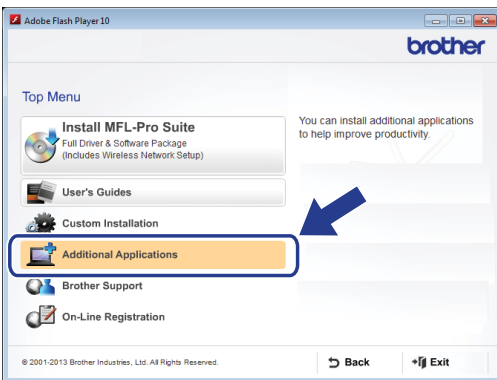 Adobe Flash Player 10
brother
Top Menu
Install MFL-Pro Suite
Full Driver & Software Package
(Includes Wireless Network Setup)
You can install additional applications
to help improve productivity.
User's Guides
Custom Installation
Additional Applications
Brother Support
On-Line Registration
© 2001-2013 Brother Industries, Ltd. All Rights Reserved.
Back
Exit